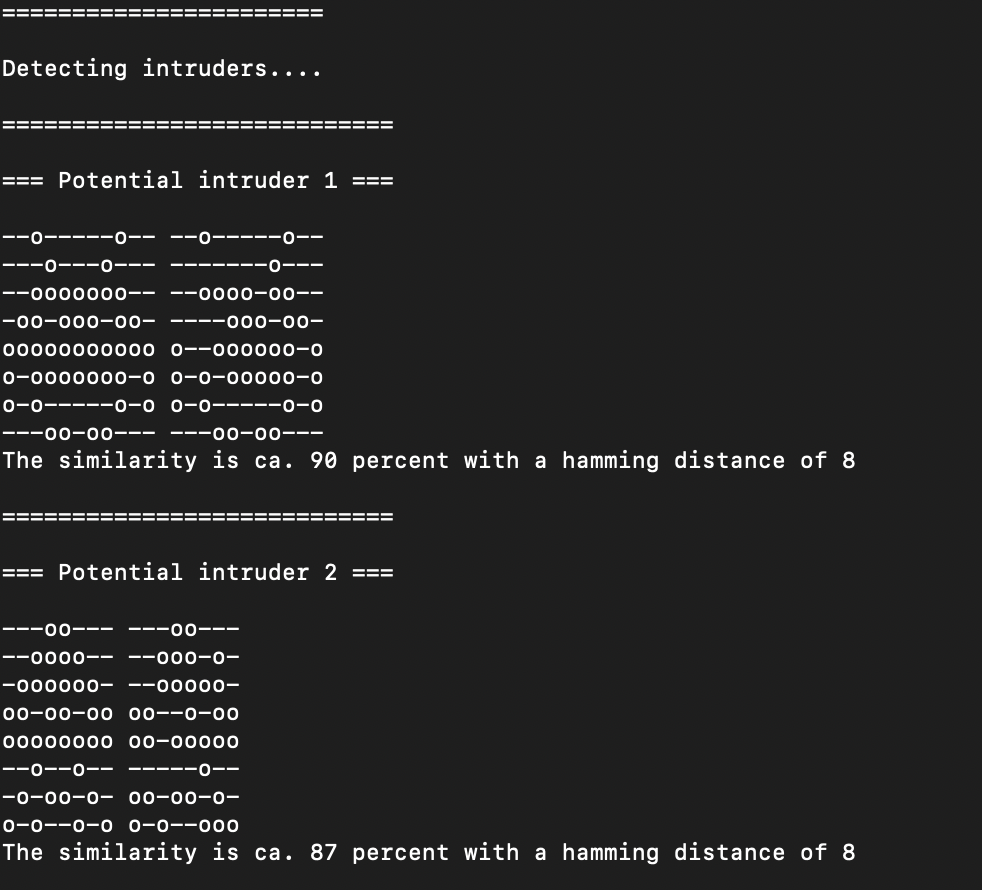 =======================
Detecting intruders....
============================
=== Potential intruder 1 ===
--o-----o-- --o-----o--
---o---o--- -------o---
--ooooooo-- --oooo-oo--
-oo-ooo-oo- ----ooo-oo-
ooooooooooo o--oooooo-o
o-ooooooo-o o-o-ooooo-o
o-o-----o-o o-o-----o-o
---oo-oo--- ---oo-oo---
The similarity is ca. 90 percent with a hamming distance of 8
============================
=== Potential intruder 2 ===
---oo--- ---oo---
--oooo-- --ooo-o-
-oooooo- --ooooo-
oo-oo-oo oo--o-oo
oooooooo oo-ooooo
--o--o-- -----o--
-o-oo-o- oo-oo-o-
o-o--o-o o-o--ooo
The similarity is ca. 87 percent with a hamming distance of 8